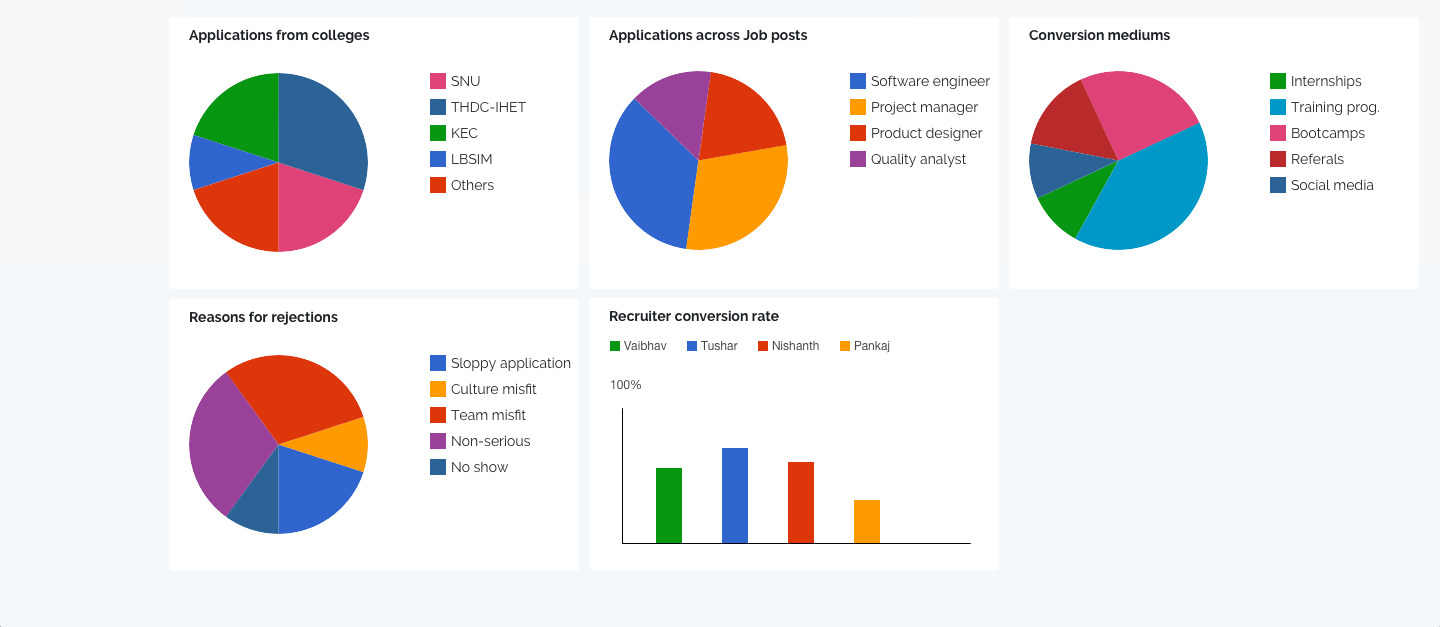 Applications from colleges
SNU
THDC-IHET
KEC
LBSIM
Others
Applications across Job posts
Software engineer
Project manager
Product designer
Quality analyst
Conversion mediums
Internships
Training prog.
Bootcamps
Referals
Social media
Reasons for rejections
Sloppy application
Culture misfit
Team misfit
Non-serious
No show
Recruiter conversion rate
Vaibhav Tushar Nishanth Pankaj
100%